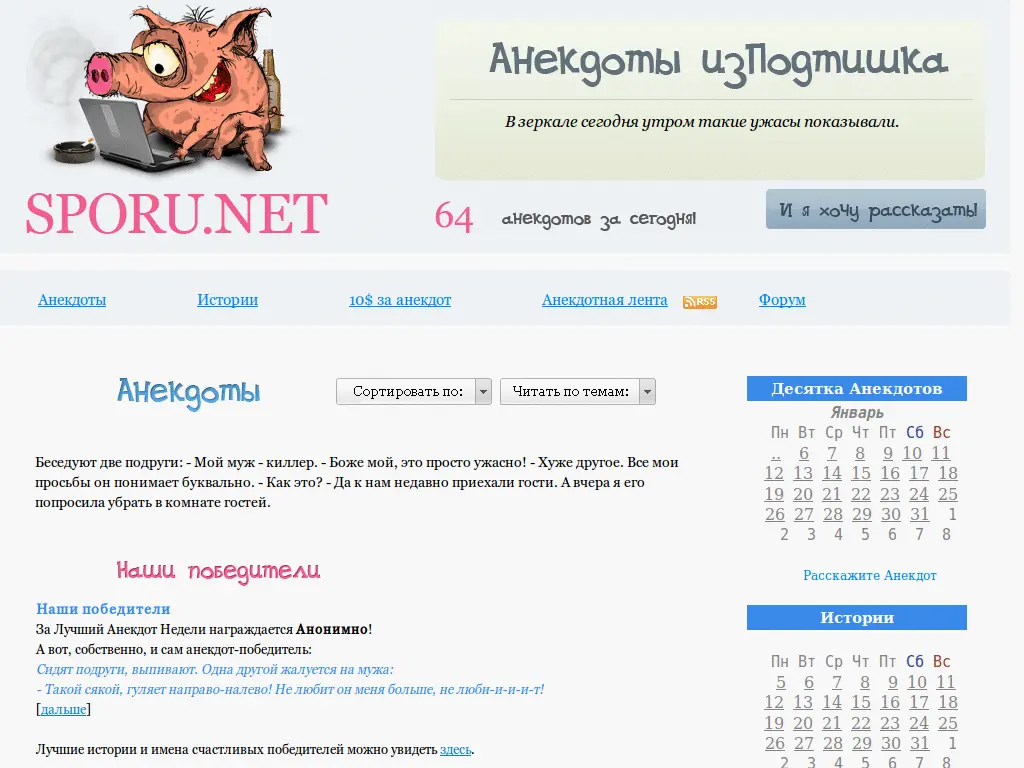 Анекдоты изПодтишка
В зеркале сегодня утром такие ужасы показывали.
SPORU.NET
64 анекдотов за сегодня!
И я хочу рассказать!
Анекдоты Истории 10$ за анекдот Анекдотная лента RSS Форум
Анекдоты
Сортировать по: Читать по темам:
Беседуют две подруги: - Мой муж - киллер. - Боже мой, это просто ужасно! - Хуже другое. Все мои
просьбы он понимает буквально. - Как это? - Да к нам недавно приехали гости. А вчера я его
попросила убрать в комнате гостей.
Наши победители
Наши победители
За Лучший Анекдот Недели награждается Анонимно!
А вот, собственно, и сам анекдот-победитель:
Сидят подруги, выпивают. Одна другой жалуется на мужа:
- Такой сякой, гуляет направо-налево! Не любит он меня больше, не люби-и-и-и-т!
[дальше]
Лучшие истории и имена счастливых победителей можно увидеть здесь.
Десятка Анекдотов
Январь
Пн Вт Ср Чт Пт Сб Вс
.. 6 7 8 9 10 11
12 13 14 15 16 17 18
19 20 21 22 23 24 25
26 27 28 29 30 31 1
2 3 4 5 6 7 8
Расскажите Анекдот
Истории
Пн Вт Ср Чт Пт Сб Вс
5 6 7 8 9 10 11
12 13 14 15 16 17 18
19 20 21 22 23 24 25
26 27 28 29 30 31 1
2 3 4 5 6 7 8